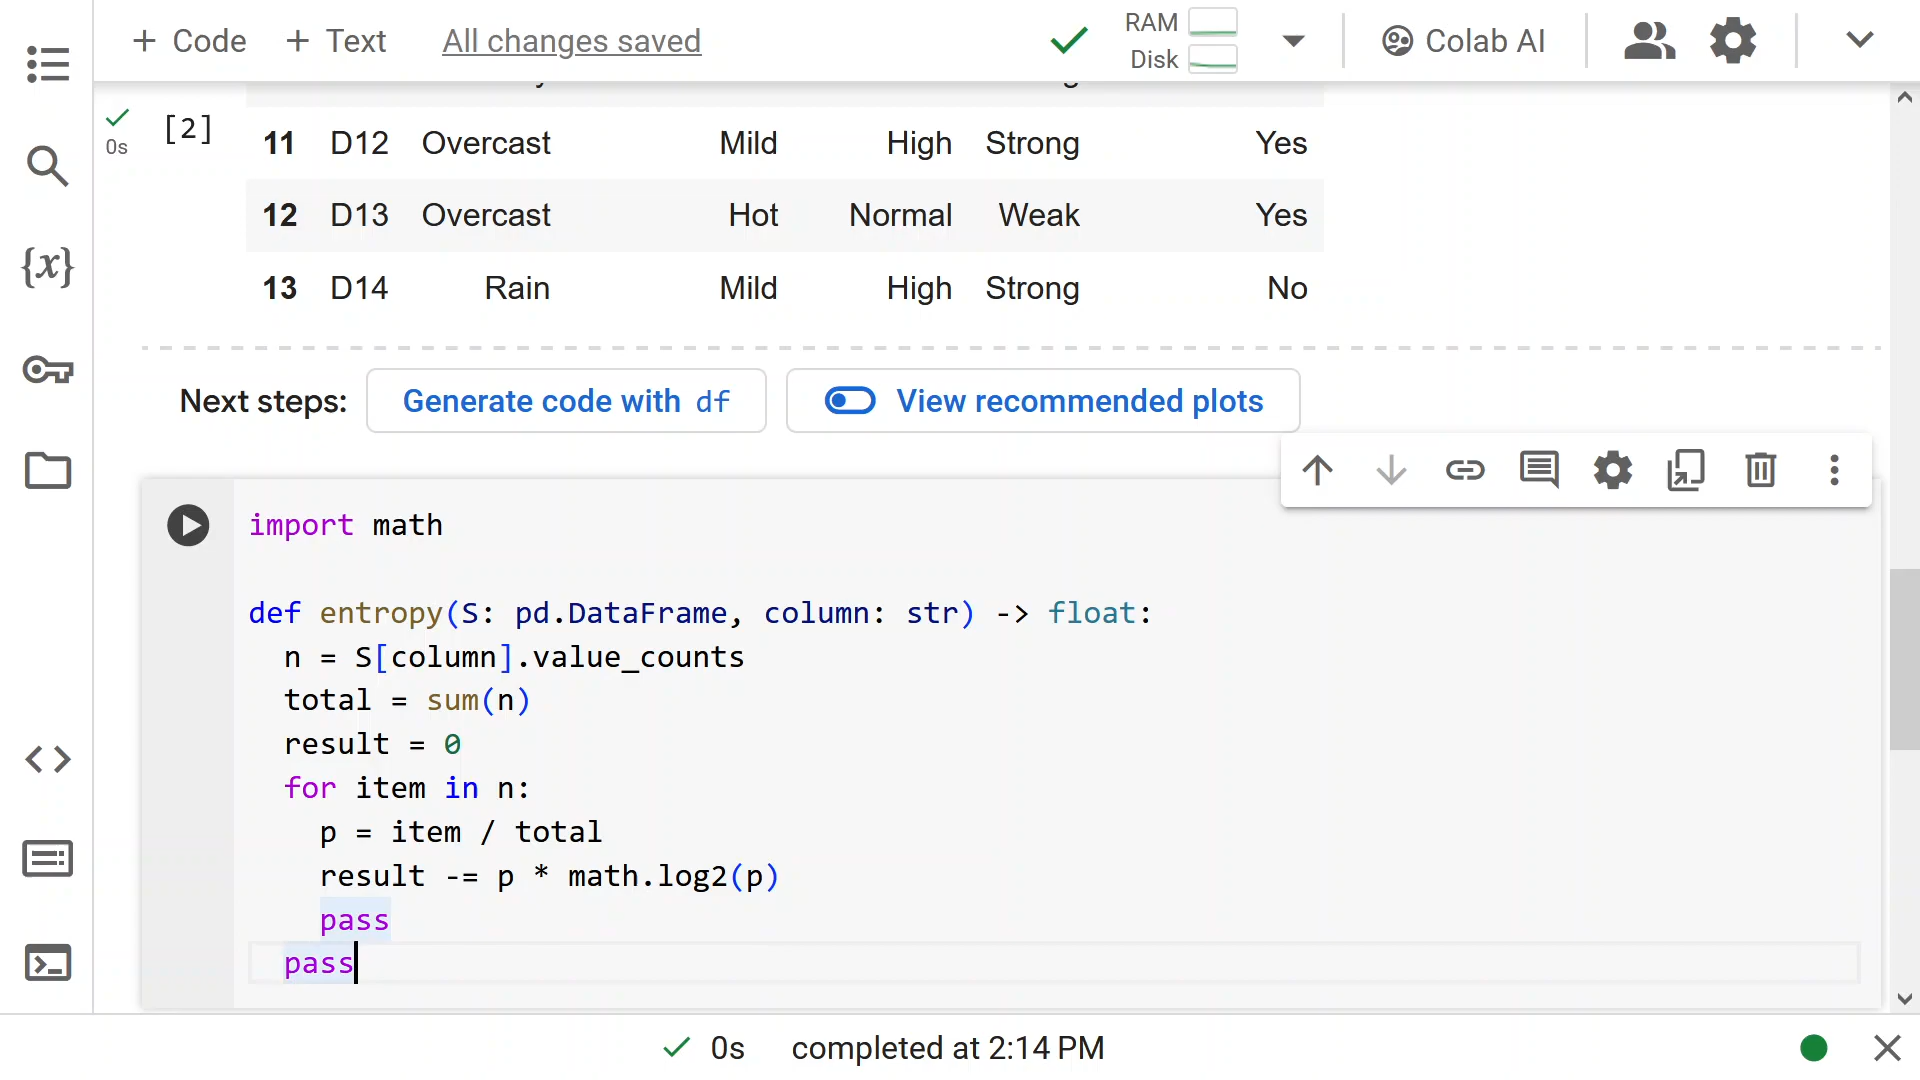 + Code + Text All changes saved RAM Disk Colab AI
[2]
0s
11 D12 Overcast Mild High Strong Yes
12 D13 Overcast Hot Normal Weak Yes
13 D14 Rain Mild High Strong No
{x}
Next steps: Generate code with df View recommended plots
import math
def entropy(S: pd.DataFrame, column: str) -> float:
n = S[column].value_counts
total = sum(n)
result = 0
for item in n:
p = item / total
result -= p * math.log2(p)
pass
pass
0s completed at 2:14 PM